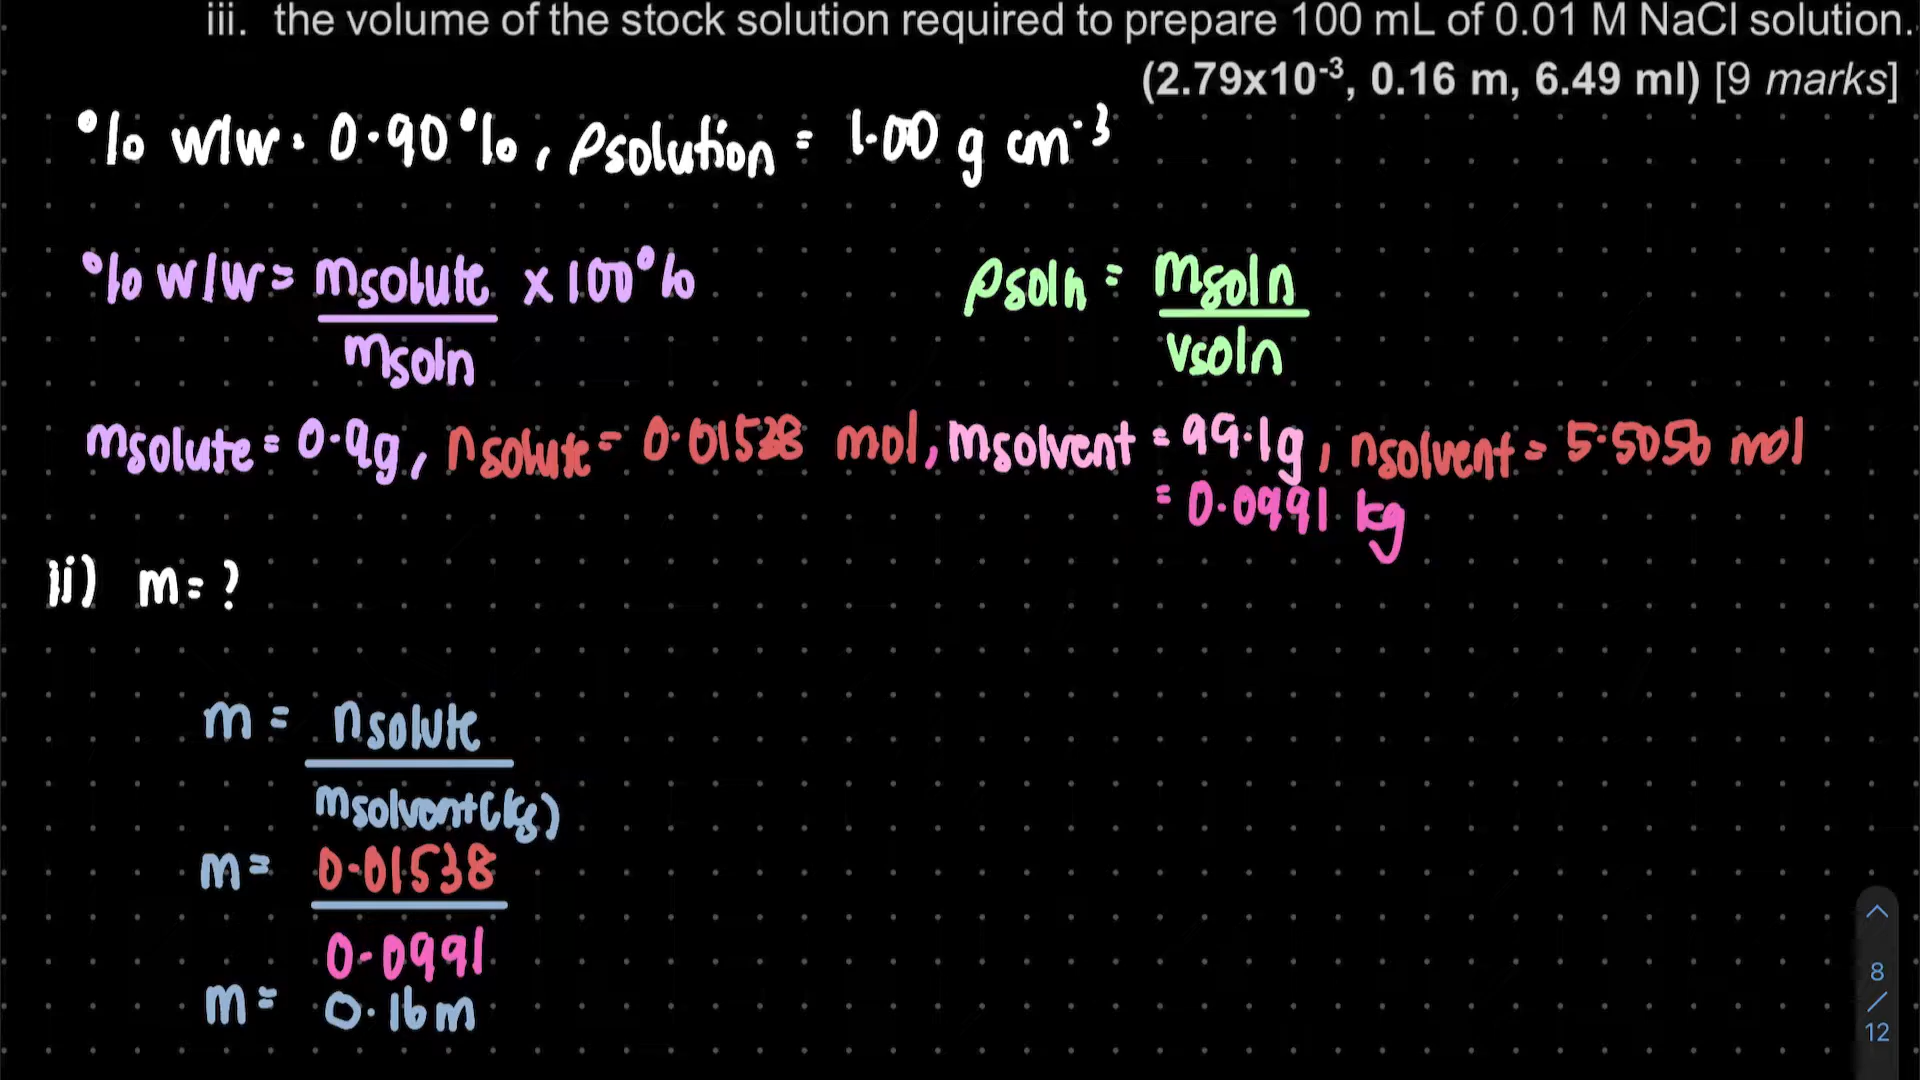 iii. the volume of the stock solution required to prepare 100 mL of 0.01 M NaCl solution.
(2.79x10⁻³, 0.16 m, 6.49 ml) [9 marks]
% w/w = 0.90%, ρsolution = 1.00 g cm⁻³
% w/w = msolute / msoln x 100%
ρsoln = msoln / vsoln
msolute = 0.9g, nsolute = 0.01538 mol, msolvent = 99.1g, nsolvent = 5.5056 mol
= 0.0991 kg
ii) m = ?
m = nsolute / msolvent(kg)
m = 0.01538 / 0.0991
m = 0.16m
8
/
12